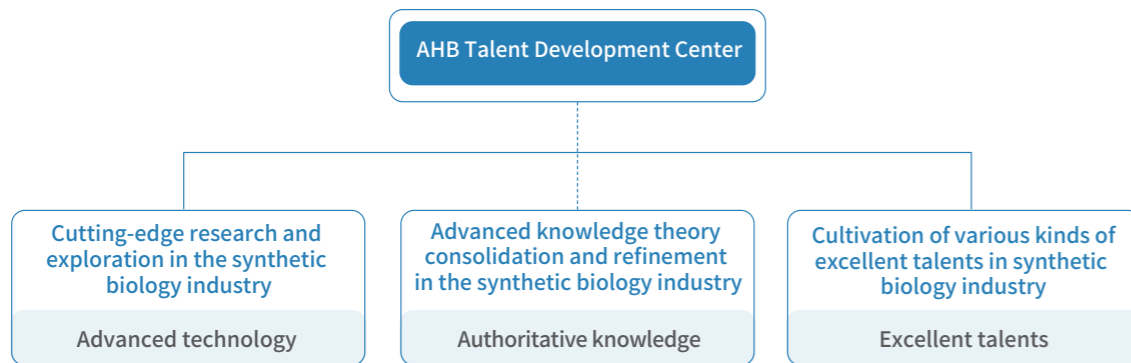 AHB Talent Development Center
Cutting-edge research and
exploration in the synthetic
biology industry
Advanced technology
Advanced knowledge theory
consolidation and refinement
in the synthetic biology industry
Authoritative knowledge
Cultivation of various kinds of
excellent talents in synthetic
biology industry
Excellent talents